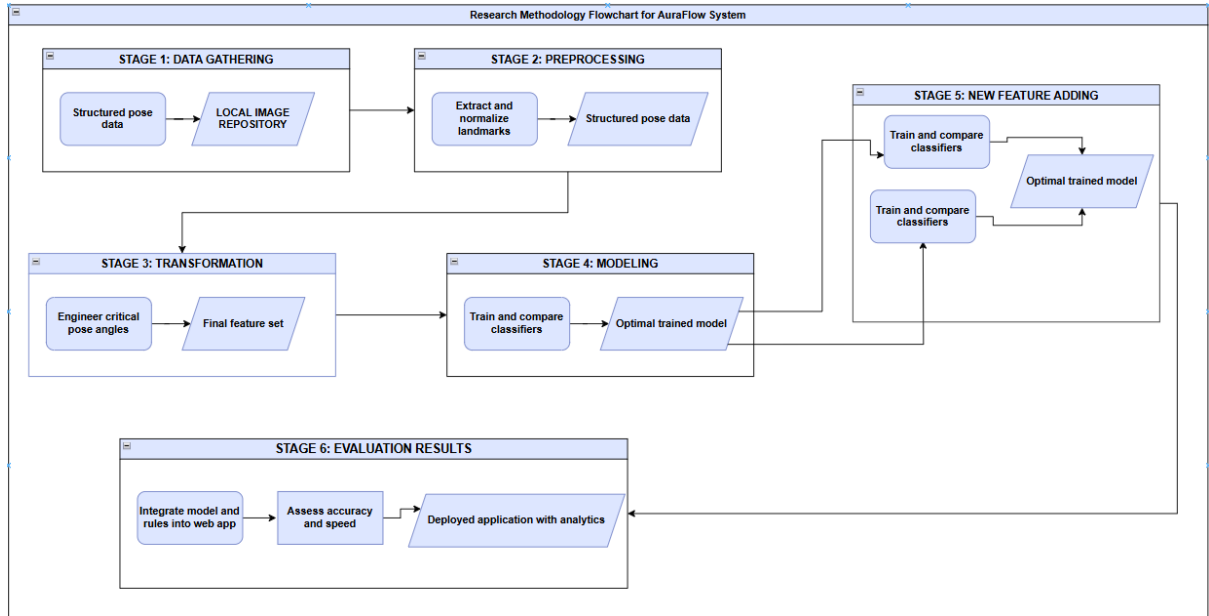 Research Methodology Flowchart for AuraFlow System
STAGE 1: DATA GATHERING
Structured pose
data
LOCAL IMAGE
REPOSITORY
STAGE 2: PREPROCESSING
Extract and
normalize
landmarks
Structured pose data
STAGE 3: TRANSFORMATION
Engineer critical
pose angles
Final feature set
STAGE 4: MODELING
Train and compare
classifiers
Optimal trained model
STAGE 5: NEW FEATURE ADDING
Train and compare
classifiers
Optimal trained model
Train and compare
classifiers
STAGE 6: EVALUATION RESULTS
Integrate model and
rules into web app
Assess accuracy
and speed
Deployed application with analytics